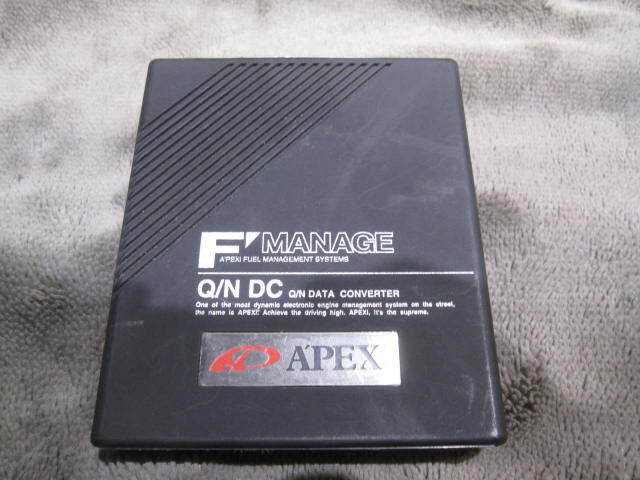 F' MANAGE
A'PEXi FUEL MANAGEMENT SYSTEMS
Q/N DC Q/N DATA CONVERTER
One of the most dynamic electronic engine management system on the street,
the name is APEXi. Achieve the driving high. APEXi, it's the supreme.
A'PEX